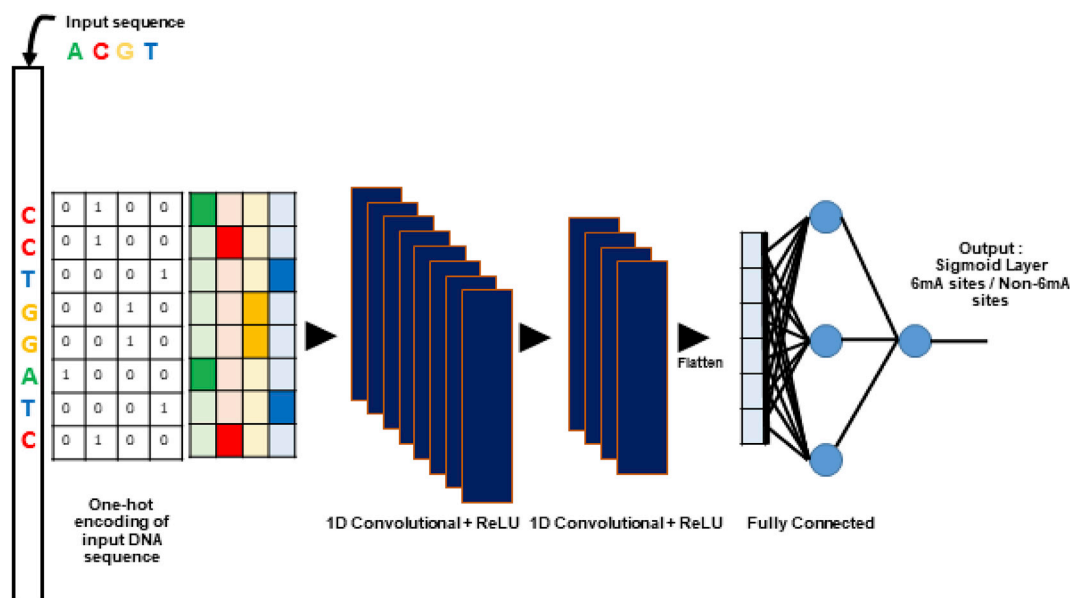 Input sequence
A C G T
C 0 1 0 0
C 0 1 0 0
T 0 0 0 1
G 0 0 1 0
G 0 0 1 0
A 1 0 0 0
T 0 0 0 1
C 0 1 0 0
One-hot
encoding of
input DNA
sequence
1D Convolutional + ReLU
1D Convolutional + ReLU
Flatten
Fully Connected
Output :
Sigmoid Layer
6mA sites / Non-6mA
sites